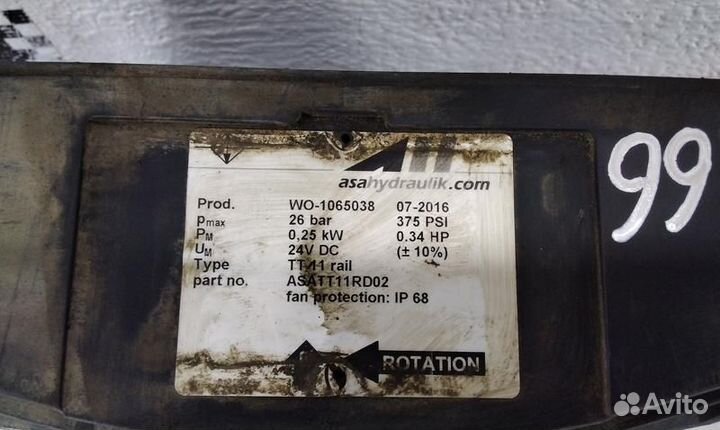 asahydraulik.com
Prod. WO-1065038 07-2016
pmax 26 bar 375 PSI
PM 0,25 kW 0.34 HP
UM 24V DC (± 10%)
Type TT-11 rail
part no. ASATT11RD02
fan protection: IP 68
ROTATION
99
Avito